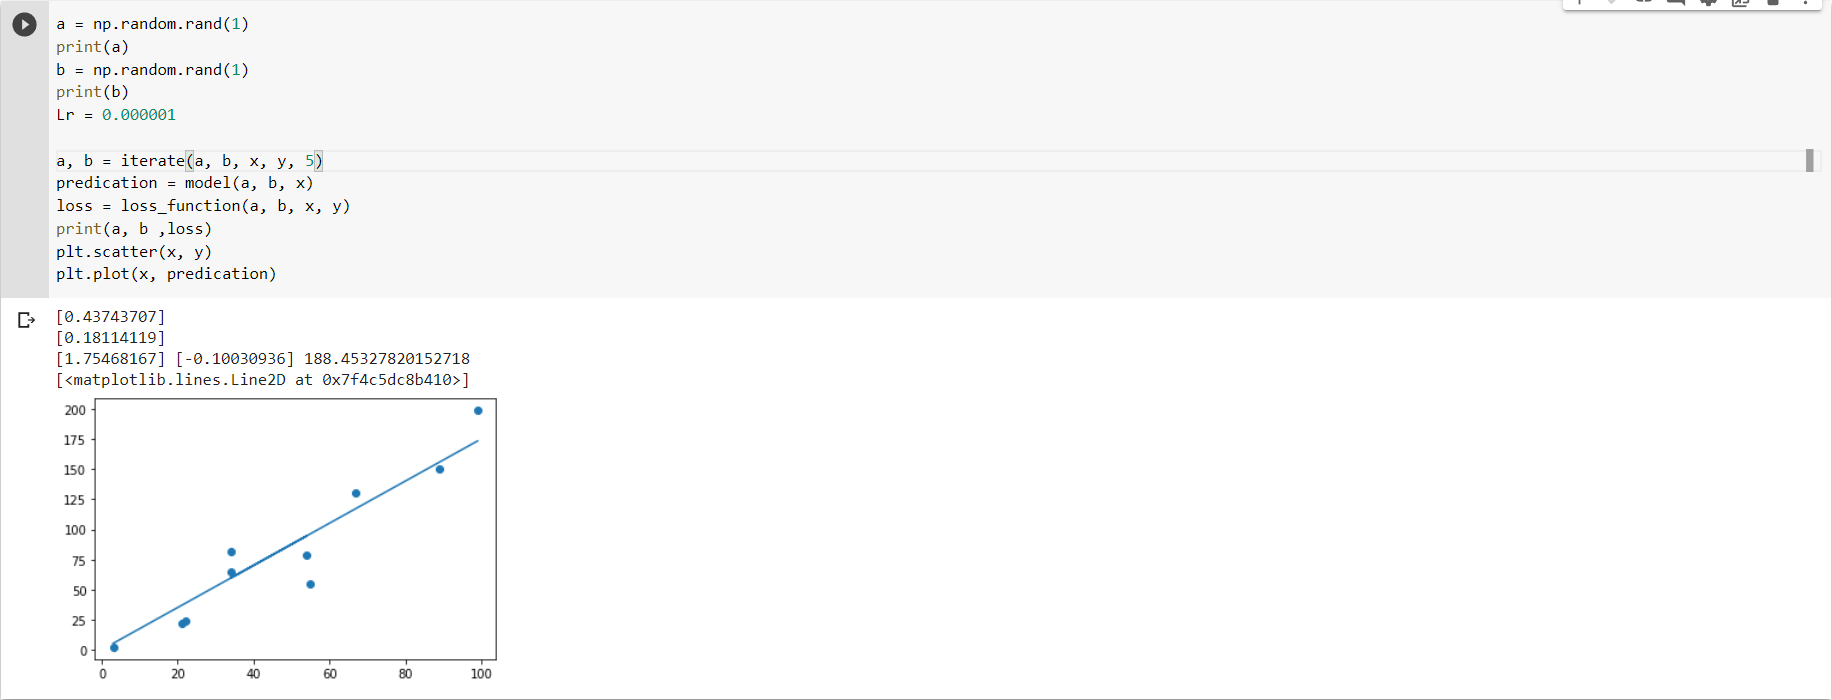 a = np.random.rand(1)
print(a)
b = np.random.rand(1)
print(b)
Lr = 0.000001
a, b = iterate(a, b, x, y, 5)
predication = model(a, b, x)
loss = loss_function(a, b, x, y)
print(a, b ,loss)
plt.scatter(x, y)
plt.plot(x, predication)
[0.43743707]
[0.18114119]
[1.75468167] [-0.10030936] 188.45327820152718
[<matplotlib.lines.Line2D at 0x7f4c5dc8b410>]
200
175
150
125
100
75
50
25
0
0 20 40 60 80 100